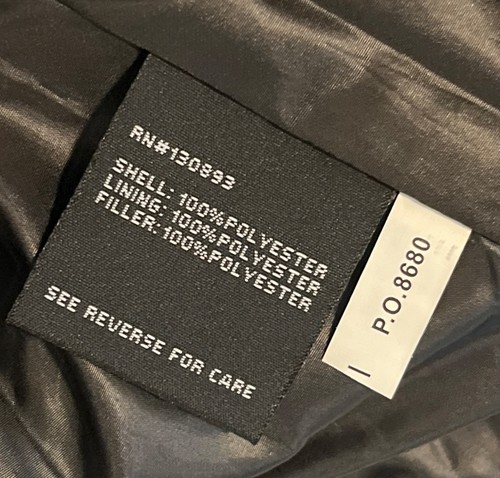 RN#130893
SHELL: 100%POLYESTER
LINING: 100%POLYESTER
FILLER: 100%POLYESTER
SEE REVERSE FOR CARE
P.O.8680